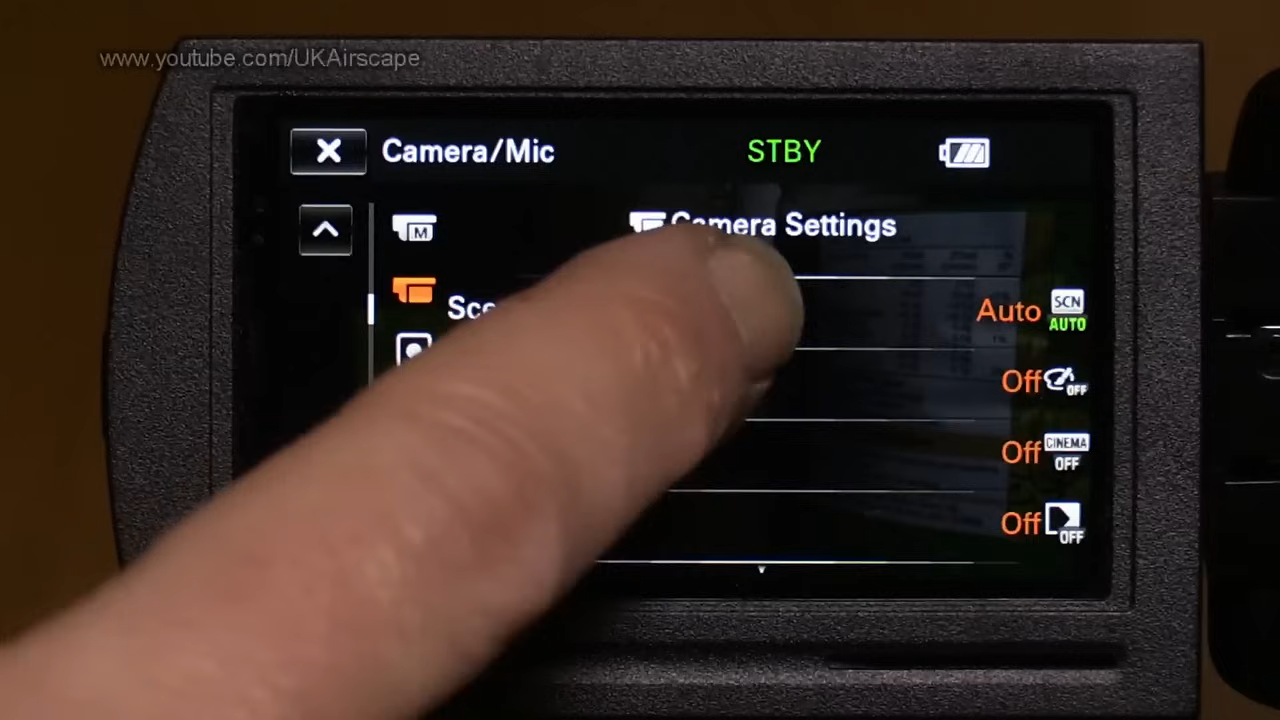 www.youtube.com/UKAirscape
Camera/Mic STBY
M
Camera Settings
Auto SCN AUTO
Off OFF
Off CINEMA OFF
Off OFF